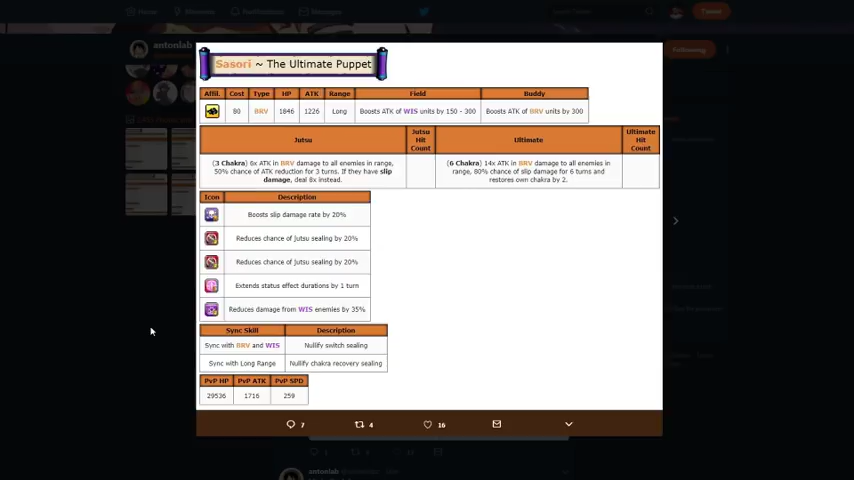 Home
Moments
Notifications
Messages
Tweet
antonlab
Following
Sasori ~ The Ultimate Puppet
Affil. Cost Type HP ATK Range Field Buddy
80 BRV 1846 1226 Long Boosts ATK of WIS units by 150 - 300 Boosts ATK of BRV units by 300
Jutsu Jutsu Hit Count Ultimate Ultimate Hit Count
(3 Chakra) 6x ATK in BRV damage to all enemies in range,
50% chance of ATK reduction for 3 turns. If they have slip
damage, deal 8x instead.
(6 Chakra) 14x ATK in BRV damage to all enemies in
range, 80% chance of slip damage for 6 turns and
restores own chakra by 2.
Icon Description
Boosts slip damage rate by 20%
Reduces chance of jutsu sealing by 20%
Reduces chance of jutsu sealing by 20%
Extends status effect durations by 1 turn
Reduces damage from WIS enemies by 35%
Sync Skill Description
Sync with BRV and WIS Nullify switch sealing
Sync with Long Range Nullify chakra recovery sealing
PvP HP PvP ATK PvP SPD
29536 1716 259
7 4 16
antonlab